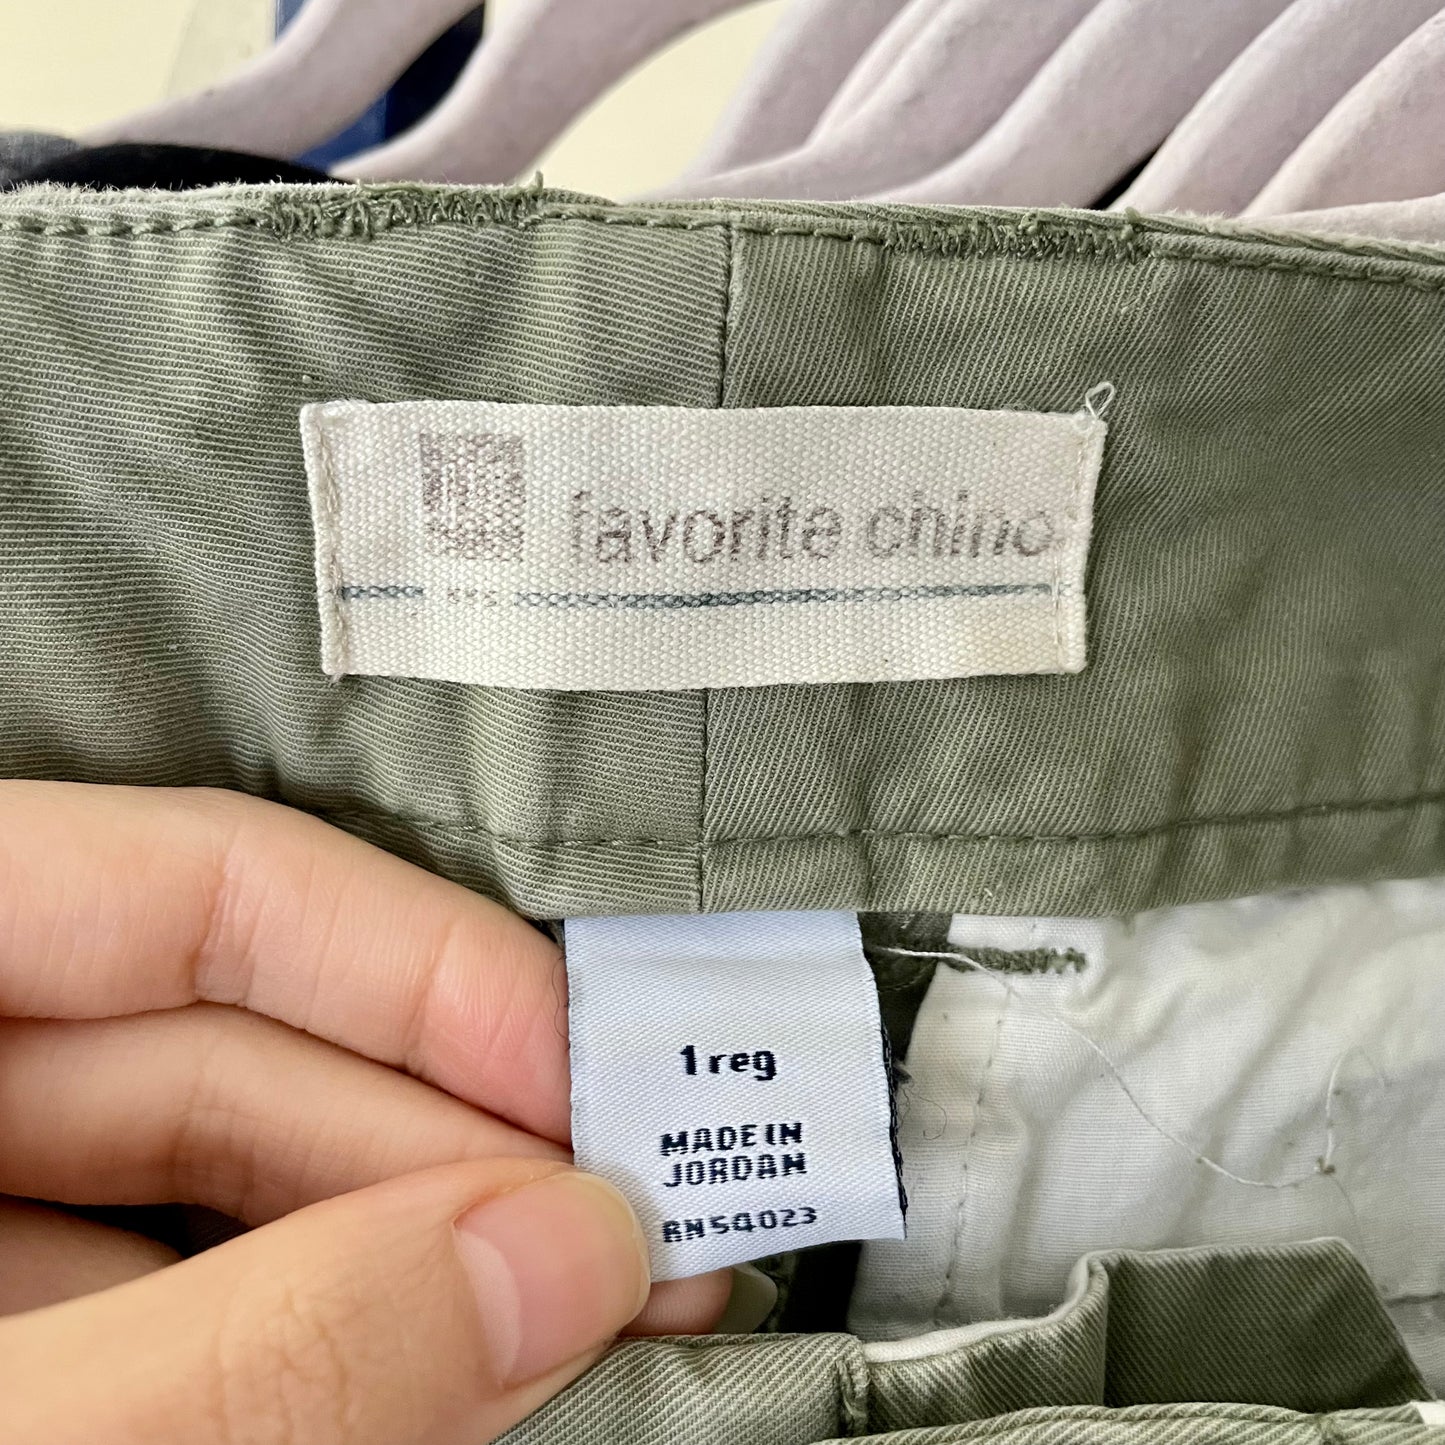 favorite chino
1 reg
MADE IN
JORDAN
RN54023